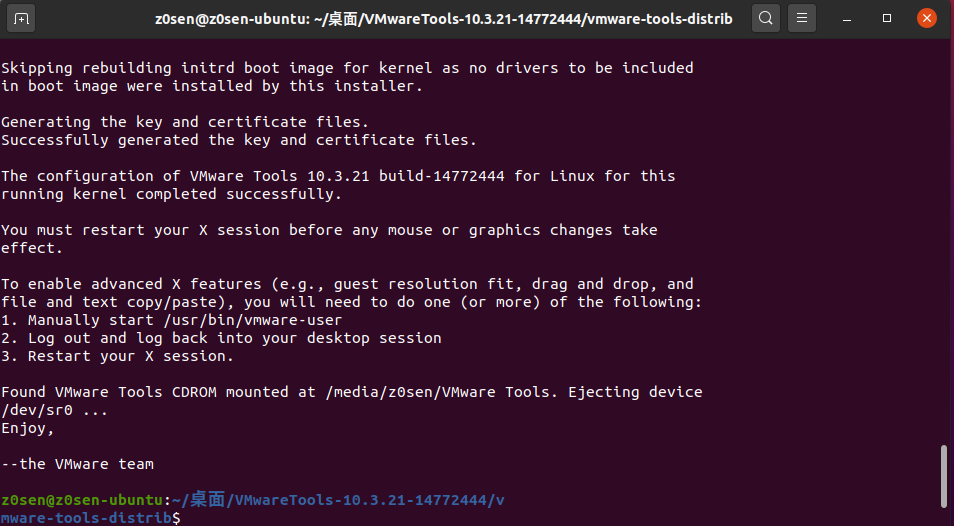 z0sen@z0sen-ubuntu: ~/桌面/VMwareTools-10.3.21-14772444/vmware-tools-distrib
Skipping rebuilding initrd boot image for kernel as no drivers to be included
in boot image were installed by this installer.
Generating the key and certificate files.
Successfully generated the key and certificate files.
The configuration of VMware Tools 10.3.21 build-14772444 for Linux for this
running kernel completed successfully.
You must restart your X session before any mouse or graphics changes take
effect.
To enable advanced X features (e.g., guest resolution fit, drag and drop, and
file and text copy/paste), you will need to do one (or more) of the following:
1. Manually start /usr/bin/vmware-user
2. Log out and log back into your desktop session
3. Restart your X session.
Found VMware Tools CDROM mounted at /media/z0sen/VMware Tools. Ejecting device
/dev/sr0 ...
Enjoy,
--the VMware team
z0sen@z0sen-ubuntu:~/桌面/VMwareTools-10.3.21-14772444/v
mware-tools-distrib$